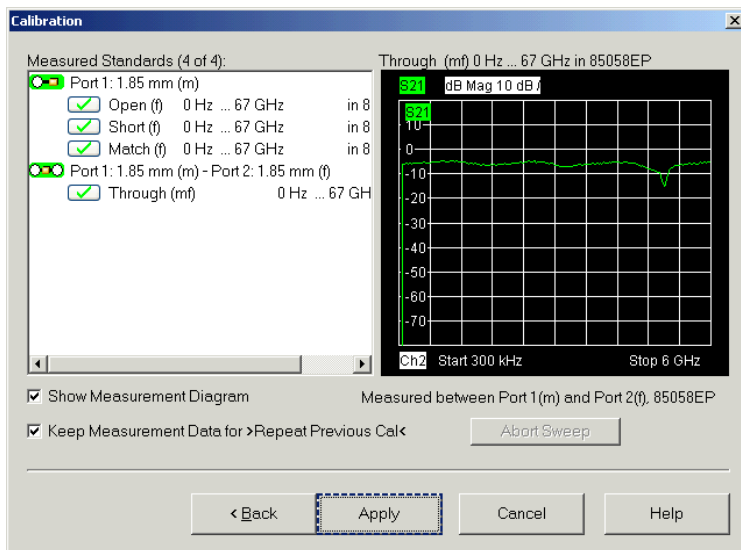 Calibration
Measured Standards (4 of 4):
Port 1: 1.85 mm (m)
Open (f) 0 Hz ... 67 GHz in 8
Short (f) 0 Hz ... 67 GHz in 8
Match (f) 0 Hz ... 67 GHz in 8
Port 1: 1.85 mm (m) - Port 2: 1.85 mm (f)
Through (mf) 0 Hz ... 67 GH
Through (mf) 0 Hz ... 67 GHz in 85058EP
S21 dB Mag 10 dB /
S21
10
0
-10
-20
-30
-40
-50
-60
-70
Ch2 Start 300 kHz Stop 6 GHz
Show Measurement Diagram
Measured between Port 1(m) and Port 2(f), 85058EP
Keep Measurement Data for >Repeat Previous Cal<
Abort Sweep
< Back
Apply
Cancel
Help